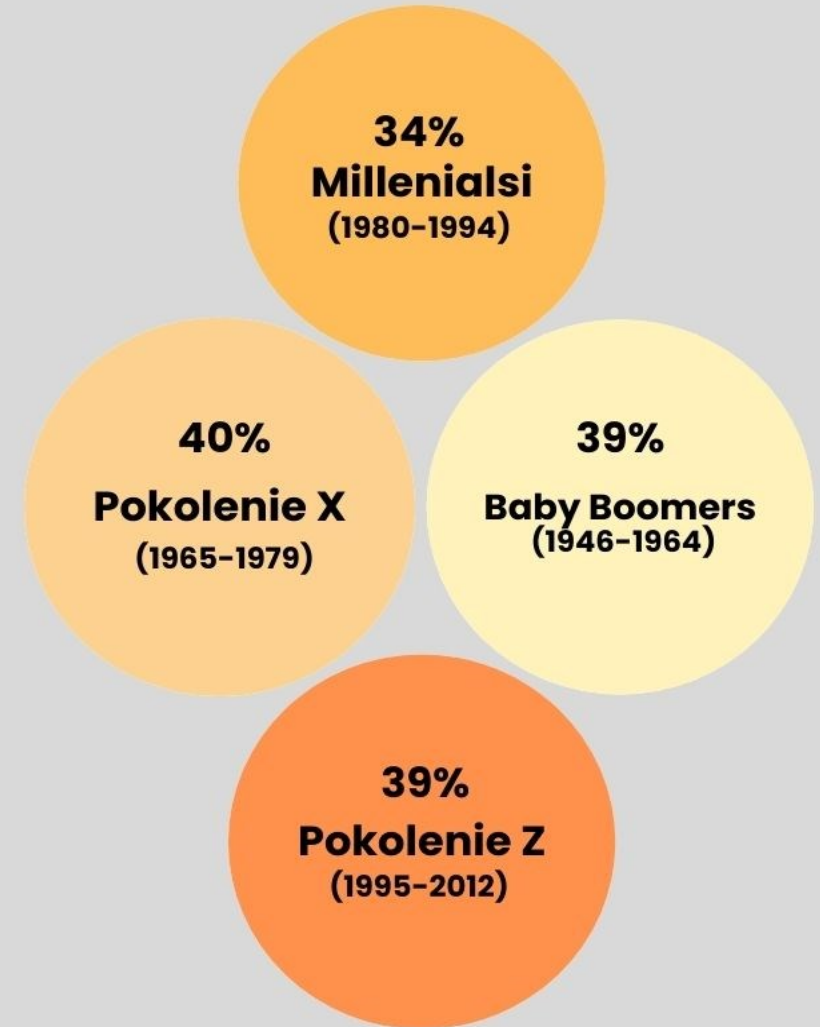 34%
Millenialsi
(1980-1994)
40%
Pokolenie X
(1965-1979)
39%
Baby Boomers
(1946-1964)
39%
Pokolenie Z
(1995-2012)